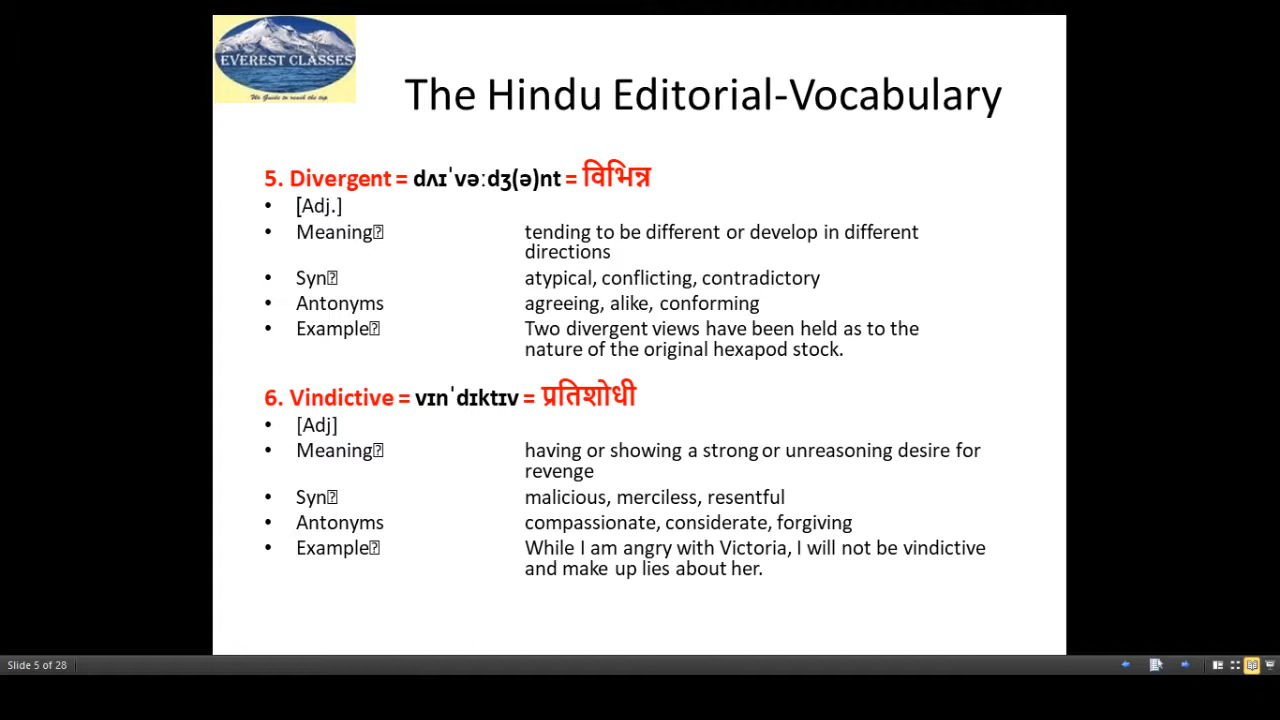 EVEREST CLASSES
We Guide to reach the top
The Hindu Editorial-Vocabulary
5. Divergent = dʌɪˈvəːdʒ(ə)nt = विभिन्न
• [Adj.]
• Meaning tending to be different or develop in different
directions
• Syn atypical, conflicting, contradictory
• Antonyms agreeing, alike, conforming
• Example Two divergent views have been held as to the
nature of the original hexapod stock.
6. Vindictive = vɪnˈdɪktɪv = प्रतिशोधी
• [Adj]
• Meaning having or showing a strong or unreasoning desire for
revenge
• Syn malicious, merciless, resentful
• Antonyms compassionate, considerate, forgiving
• Example While I am angry with Victoria, I will not be vindictive
and make up lies about her.
Slide 5 of 28